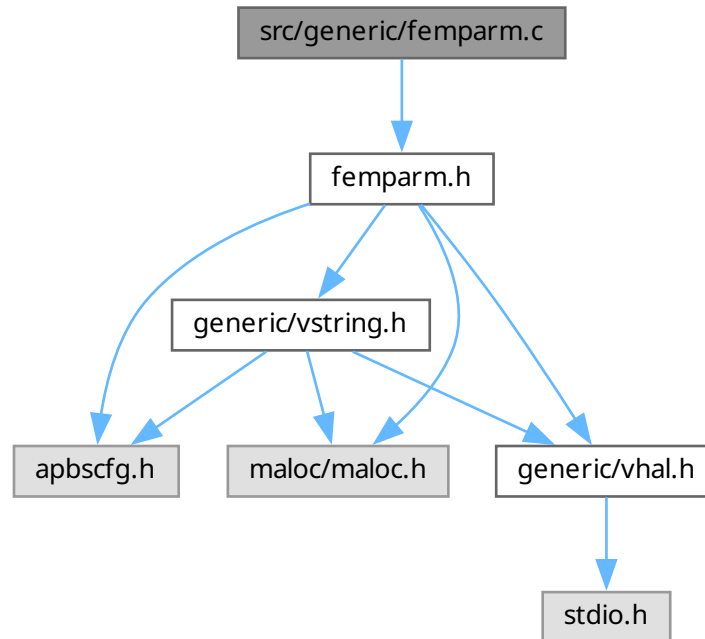 src/generic/femparm.c
femparm.h
generic/vstring.h
apbscfg.h
maloc/maloc.h
generic/vhal.h
stdio.h